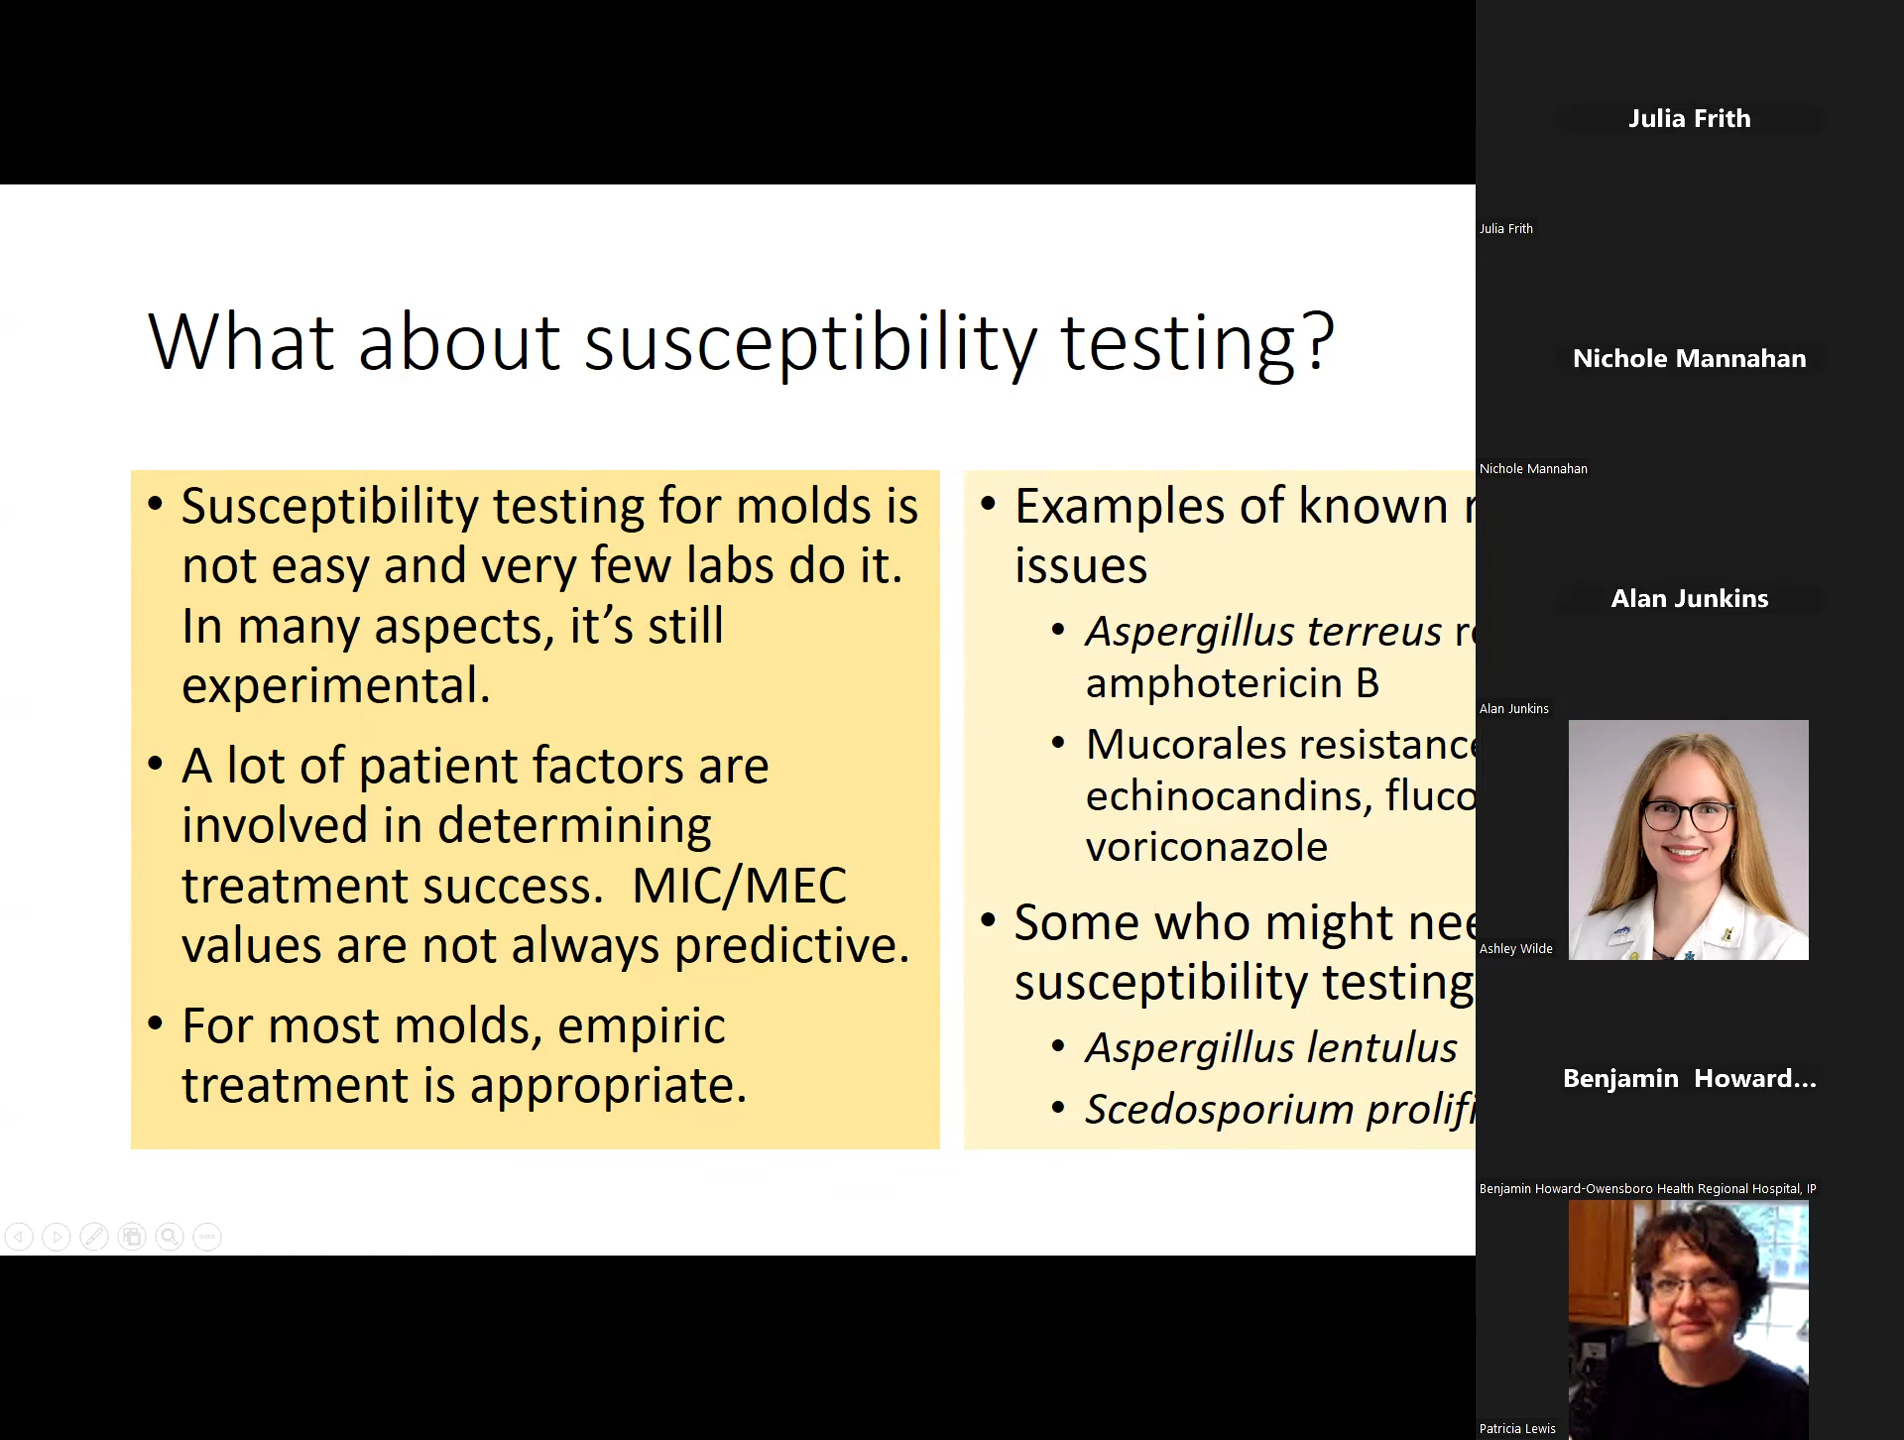 What about susceptibility testing?
• Susceptibility testing for molds is
not easy and very few labs do it.
In many aspects, it’s still
experimental.
• A lot of patient factors are
involved in determining
treatment success.  MIC/MEC
values are not always predictive.
• For most molds, empiric
treatment is appropriate.
• Examples of known
issues
• Aspergillus terreus
amphotericin B
• Mucorales
echinocandins,
voriconazole
• Some who might
susceptibility testing
• Aspergillus lentulus
• Scedosporium
Julia Frith
Julia Frith
Nichole Mannahan
Nichole Mannahan
Alan Junkins
Alan Junkins
Ashley Wilde
Benjamin  Howard...
Benjamin Howard-Owensboro Health Regional Hospital, IP
Patricia Lewis